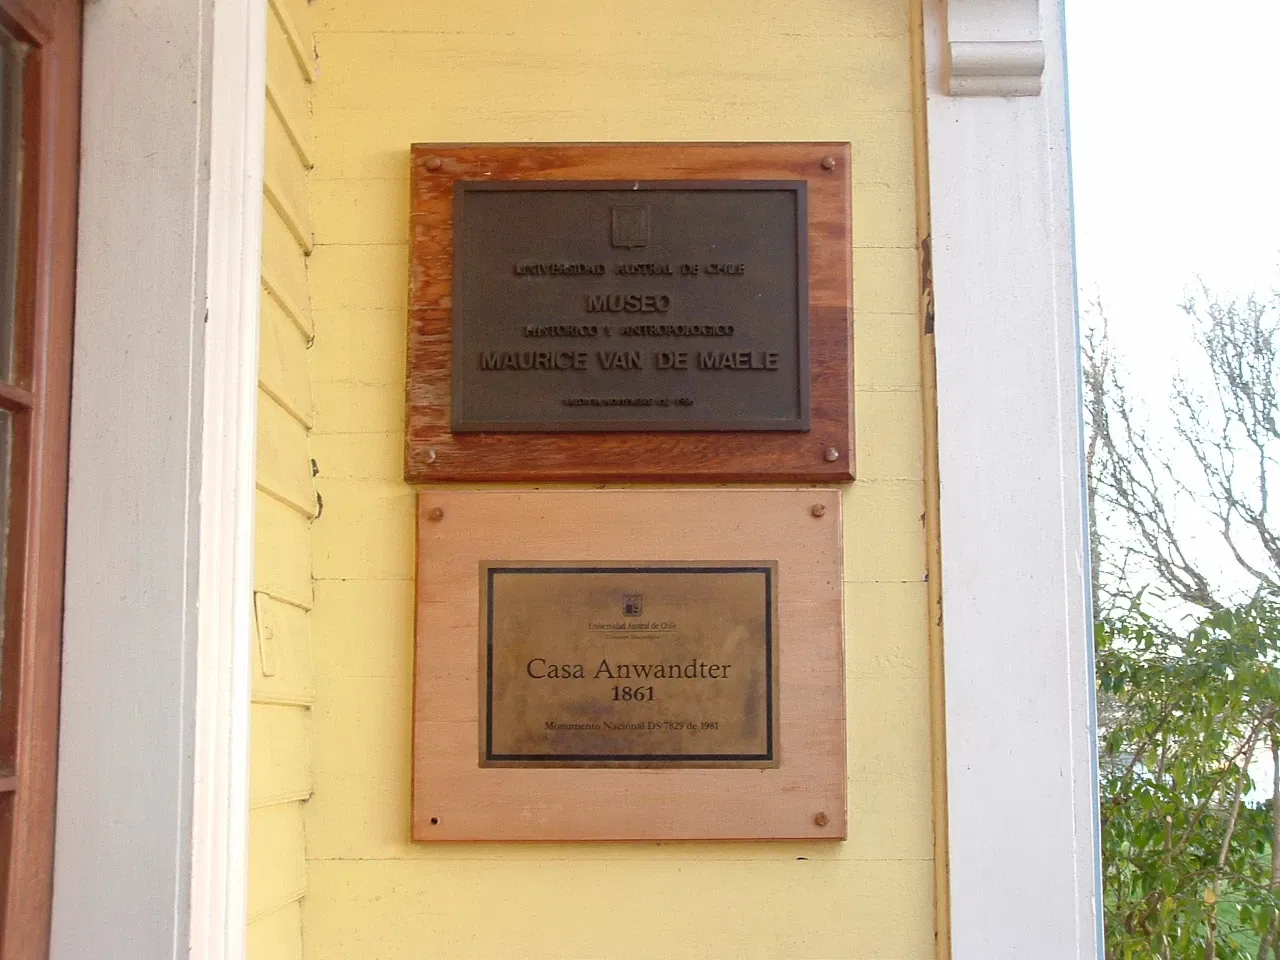 UNIVERSIDAD AUSTRAL DE CHILE
MUSEO
HISTORICO Y ANTROPOLOGICO
MAURICE VAN DE MAELE
Universidad Austral de Chile
Casa Anwandter
1861
Monumento Nacional DS 7829 de 1981